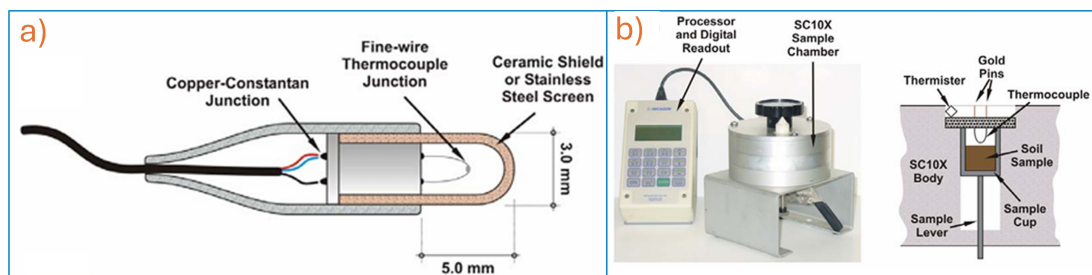 a)
Fine-wire
Thermocouple
Junction
Copper-Constantan
Junction
Ceramic Shield
or Stainless
Steel Screen
3.0 mm
5.0 mm
b)
Processor
and Digital
Readout
SC10X
Sample
Chamber
Gold
Pins
Thermister
Thermocouple
SC10X
Body
Soil
Sample
Sample
Lever
Sample
Cup